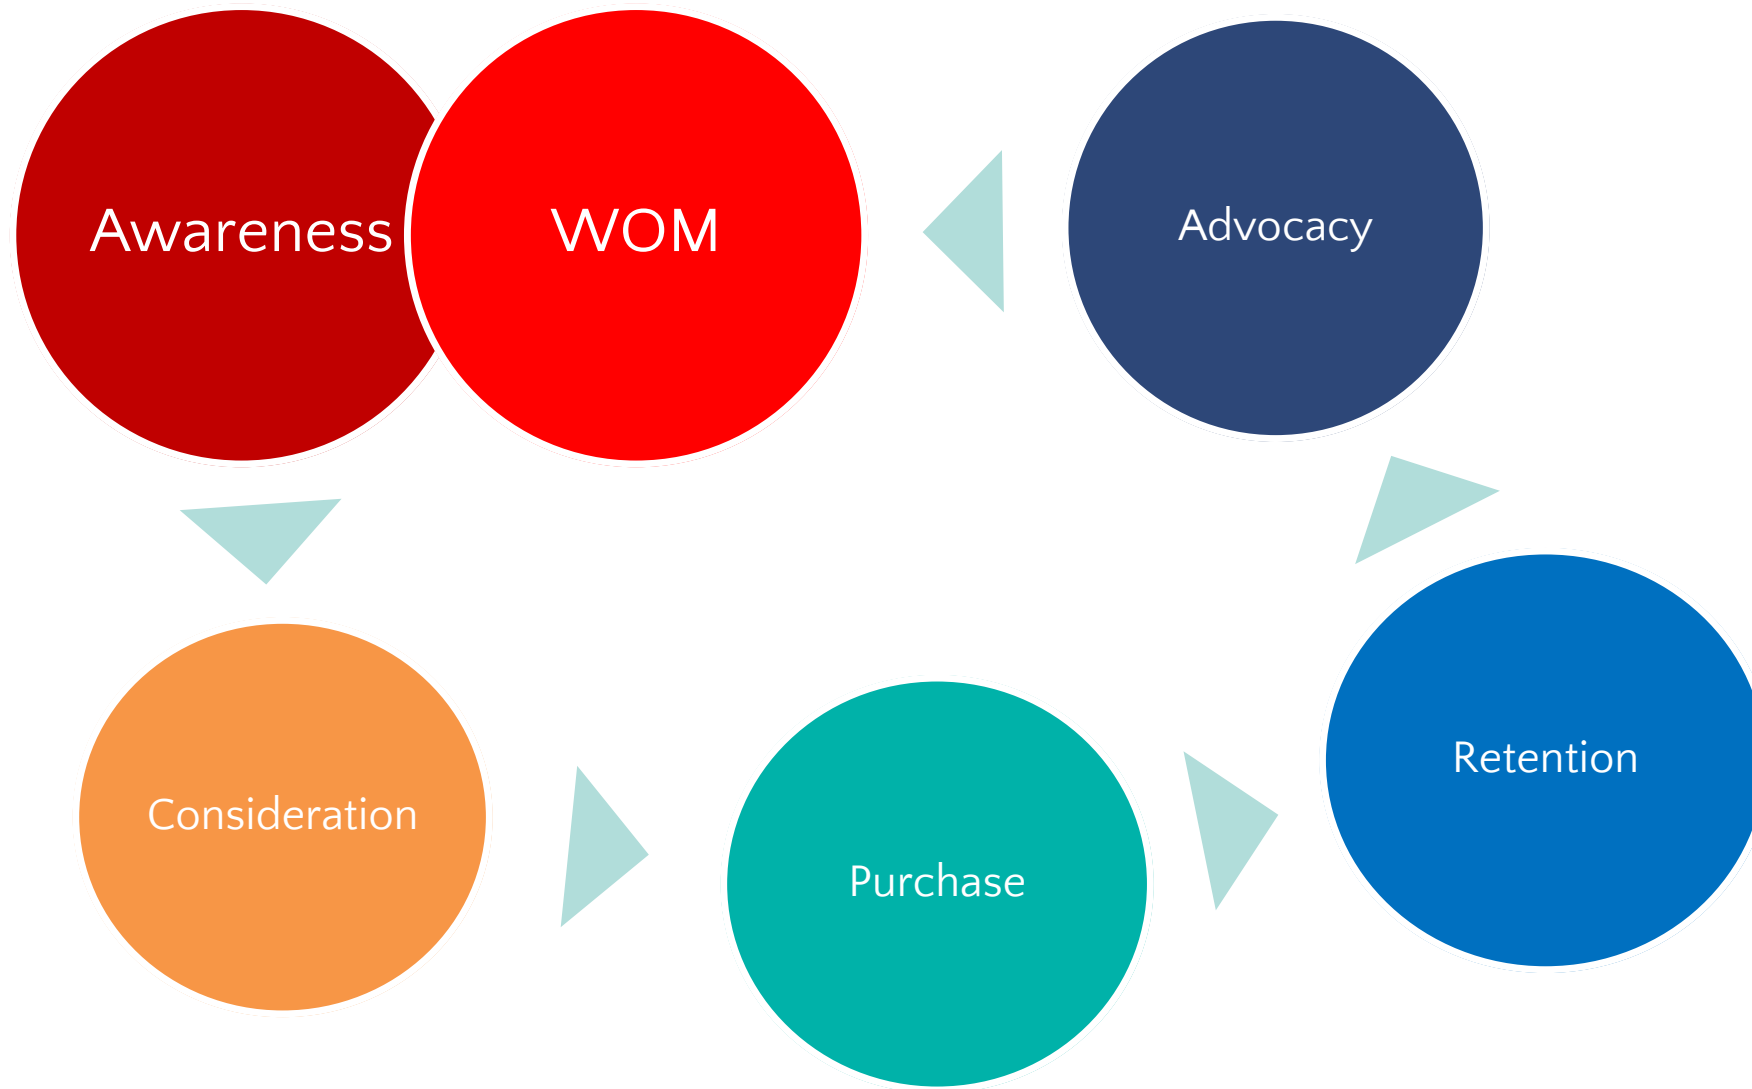 Awareness
WOM
Advocacy
Consideration
Purchase
Retention